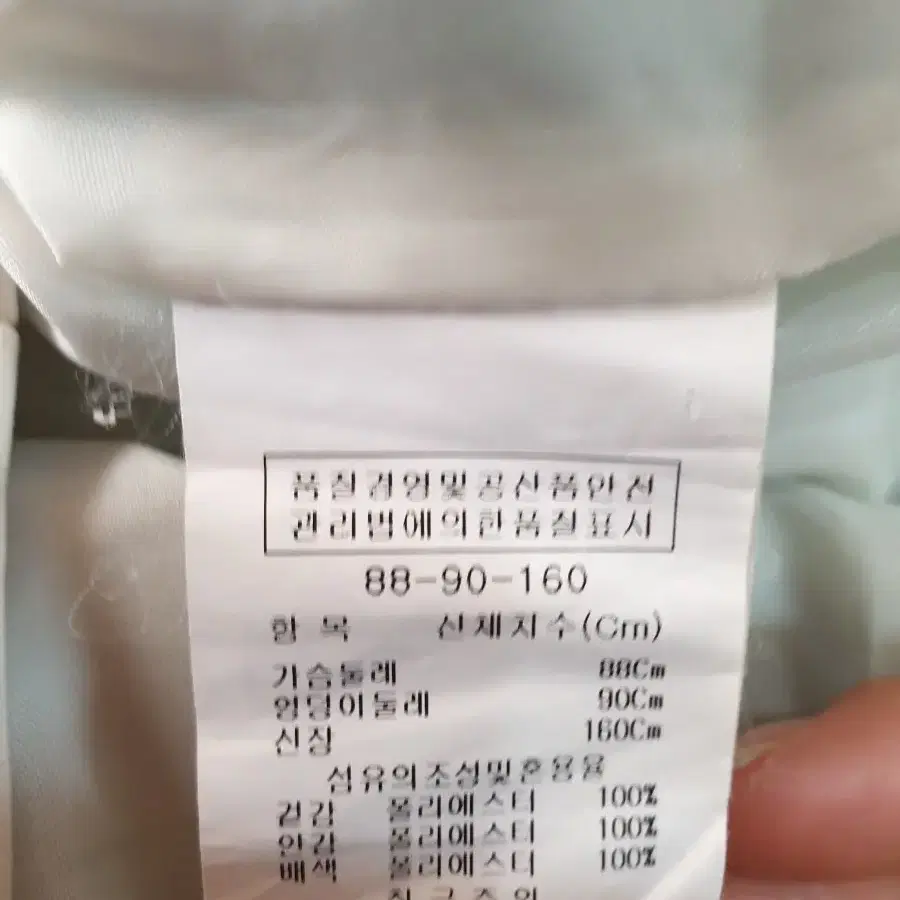 품질경영및공산품안전
관리법에의한품질표시
88-90-160
항 목 신체치수(Cm)
가슴둘레 88Cm
엉덩이둘레 90Cm
신장 160Cm
섬유의조성및혼용율
겉감 폴리에스터 100%
안감 폴리에스터 100%
배색 폴리에스터 100%
취급주의